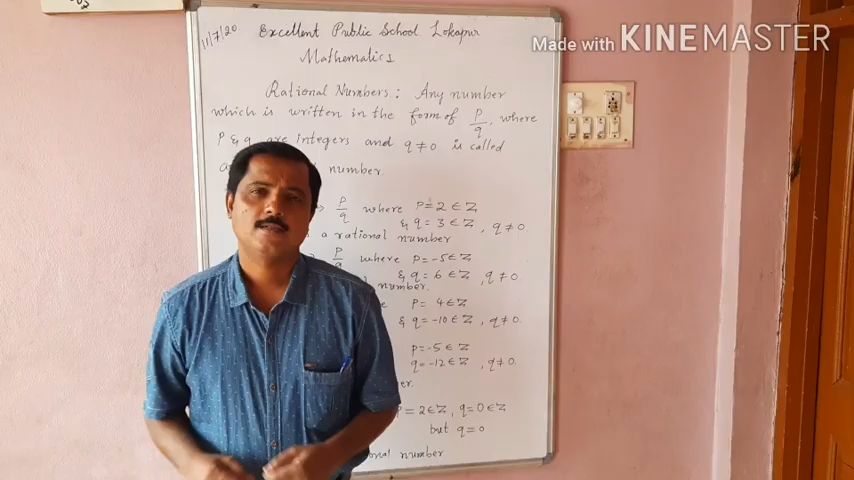 11/7/20 Excellent Public School Lokapur
Made with KINEMASTER
Mathematics
Rational Numbers : Any number
which is written in the form of p/q, where
p & q are integers and q ≠ 0 is called
number.
p/q where p = 2 ∈ Z
& q = 3 ∈ Z, q ≠ 0.
a rational number
p/q where p = -5 ∈ Z
& q = 6 ∈ Z, q ≠ 0.
number.
p = 4 ∈ Z
& q = -10 ∈ Z, q ≠ 0.
p = -5 ∈ Z
q = -12 ∈ Z, q ≠ 0.
p = 2 ∈ Z, q = 0 ∈ Z
but q = 0
number